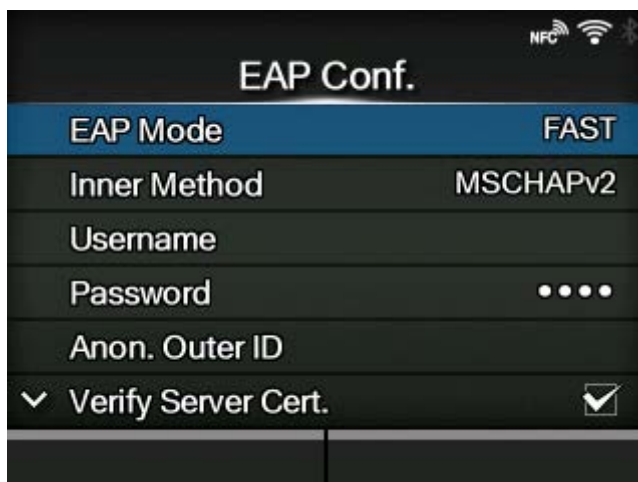 NFC
EAP Conf.
EAP Mode FAST
Inner Method MSCHAPv2
Username
Password ••••
Anon. Outer ID
Verify Server Cert.